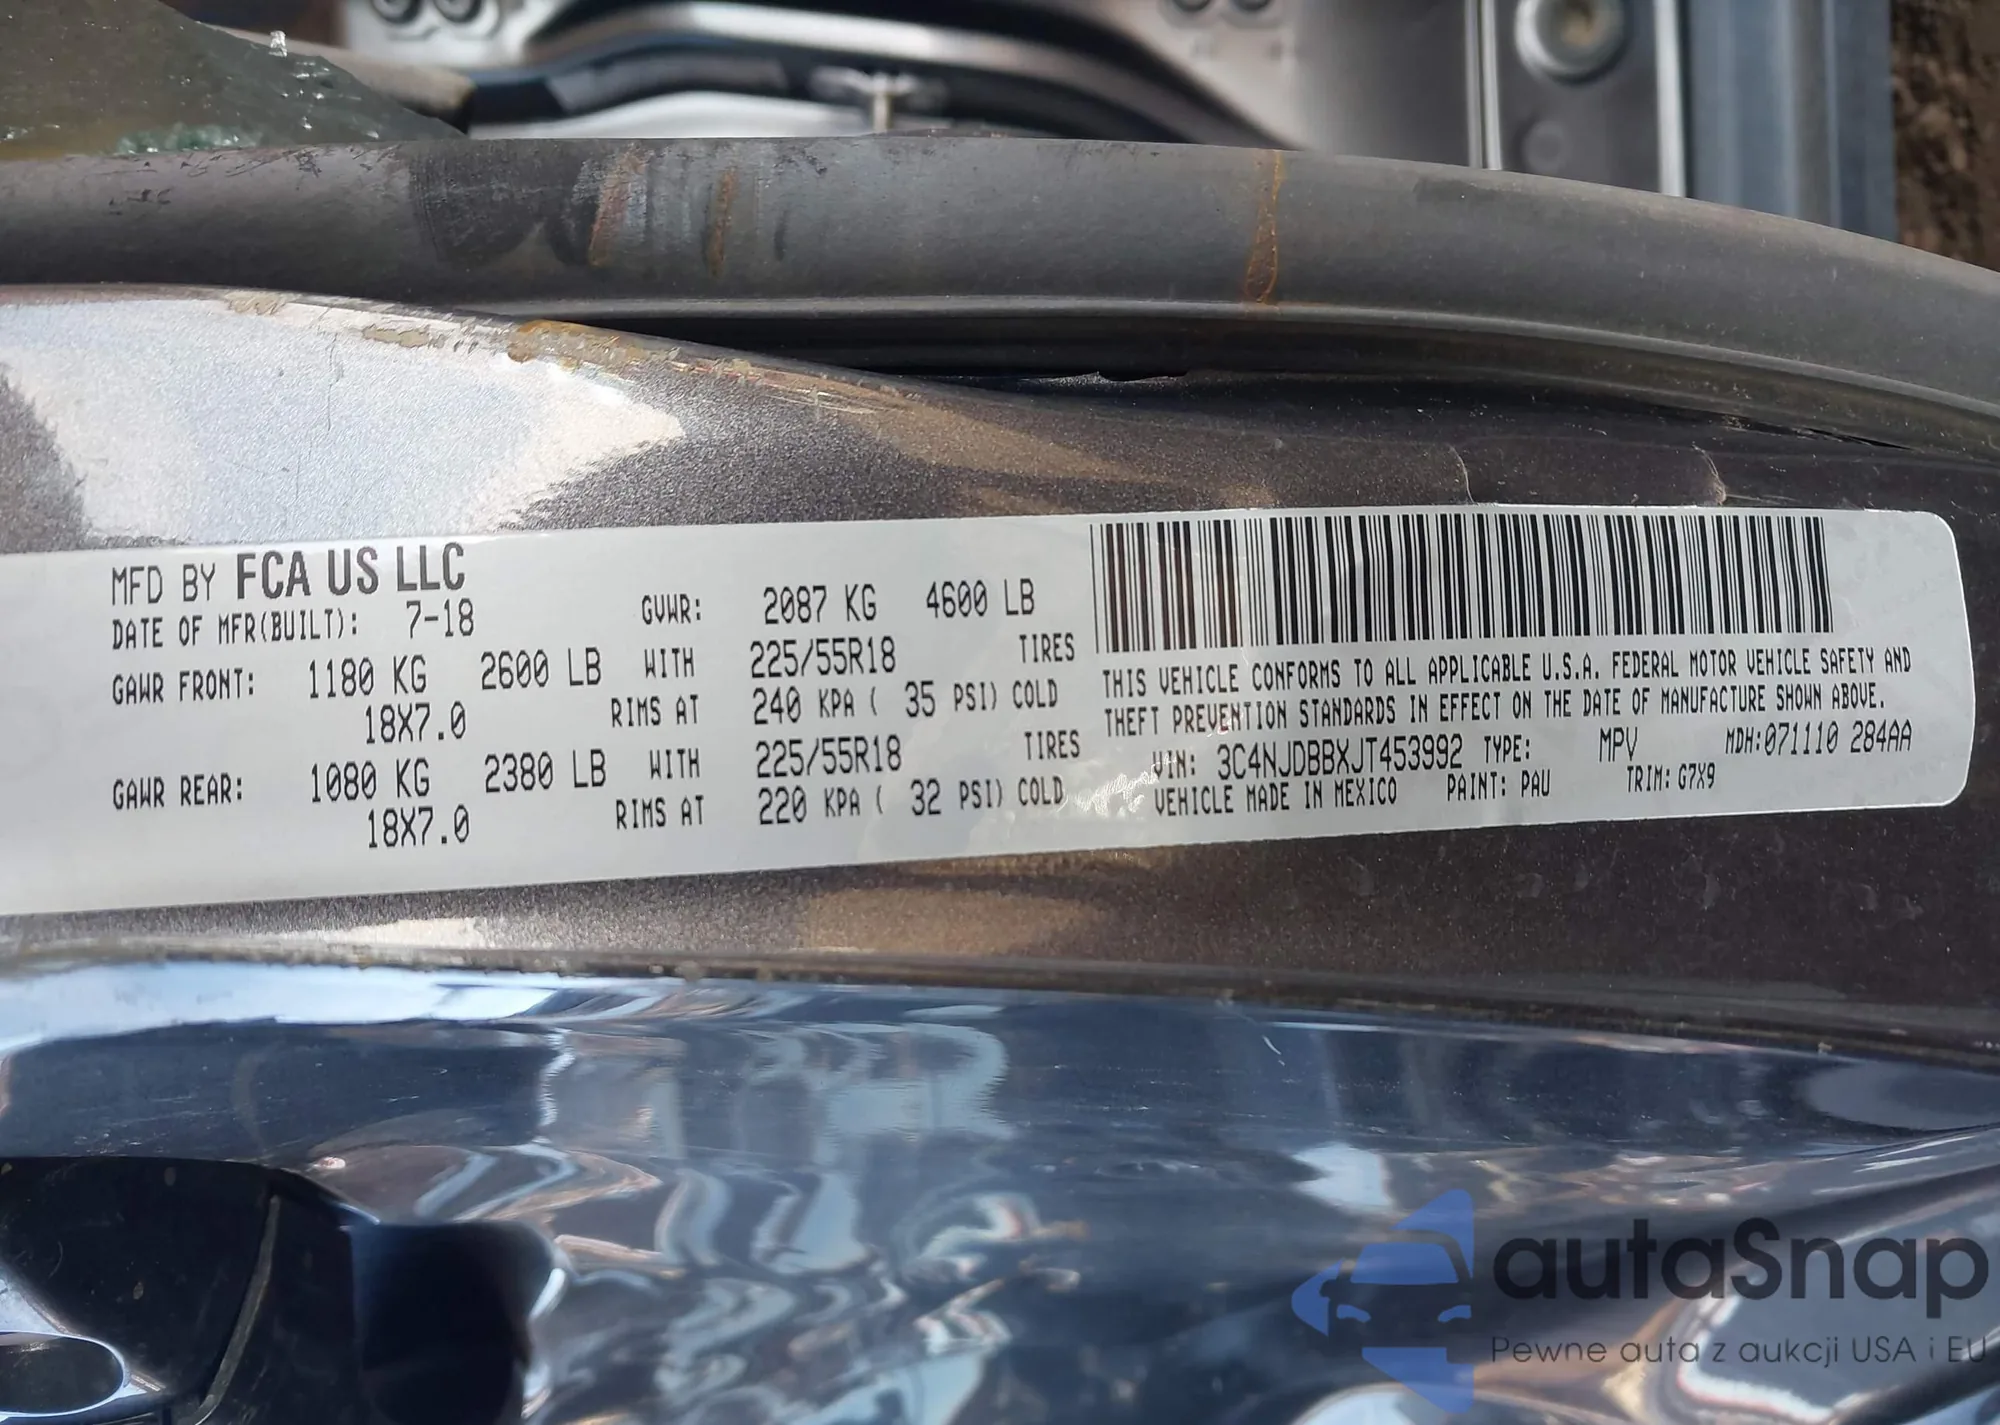 MFD BY FCA US LLC
DATE OF MFR(BUILT): 7-18 GVWR: 2087 KG 4600 LB
GAWR FRONT: 1180 KG 2600 LB WITH 225/55R18 TIRES
18X7.0 RIMS AT 240 KPA ( 35 PSI) COLD
GAWR REAR: 1080 KG 2380 LB WITH 225/55R18 TIRES
18X7.0 RIMS AT 220 KPA ( 32 PSI) COLD
THIS VEHICLE CONFORMS TO ALL APPLICABLE U.S.A. FEDERAL MOTOR VEHICLE SAFETY AND
THEFT PREVENTION STANDARDS IN EFFECT ON THE DATE OF MANUFACTURE SHOWN ABOVE.
VIN: 3C4NJDBBXJT453992 TYPE: MPV MDH:071110 284AA
VEHICLE MADE IN MEXICO PAINT: PAU TRIM: G7X9
autaSnap
Pewne auta z aukcji USA i EU